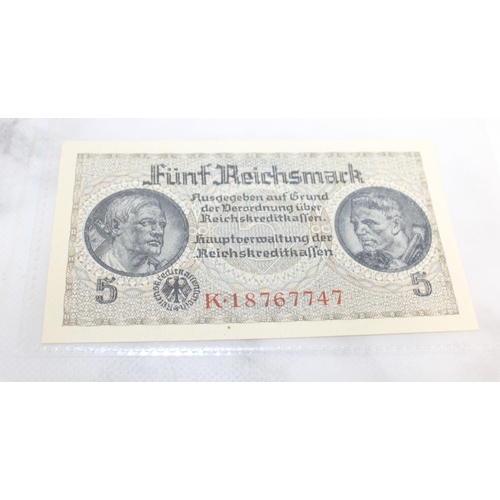 Fünf Reichsmark
Ausgegeben auf Grund
der Verordnung über
Reichskreditkassen.
Hauptverwaltung der
Reichskreditkassen
5
5
K·18767747